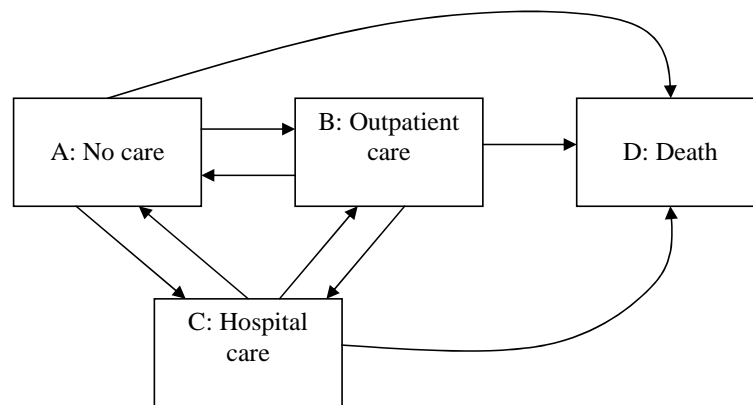 A: No care
B: Outpatient
care
D: Death
C: Hospital
care